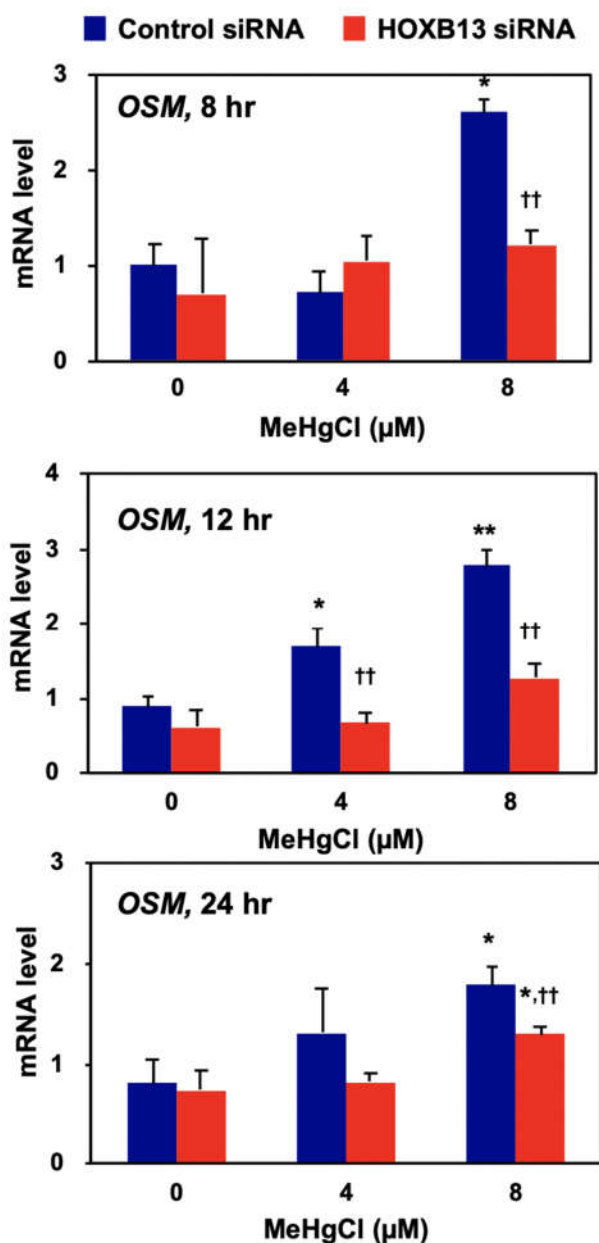 Control siRNA HOXB13 siRNA
3
OSM, 8 hr
*
2
††
1
0
mRNA level
0 4 8
MeHgCl (µM)
4
OSM, 12 hr
**
3
*
††
2
††
1
0
mRNA level
0 4 8
MeHgCl (µM)
3
OSM, 24 hr
*
2
*,††
1
0
mRNA level
0 4 8
MeHgCl (µM)